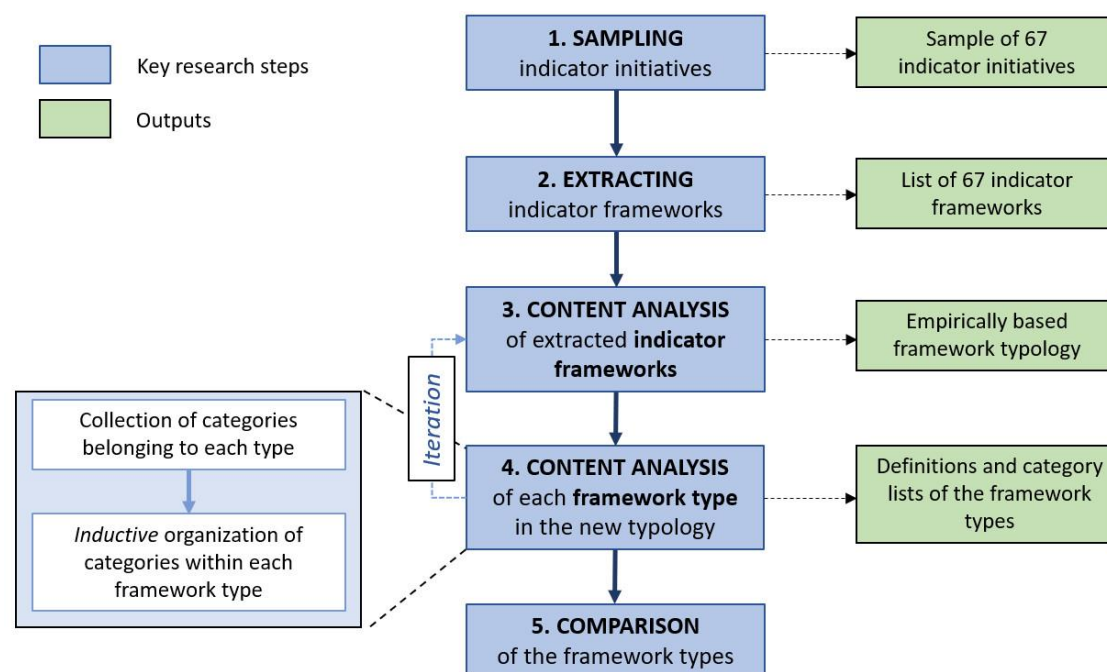 Key research steps
Outputs
1. SAMPLING
indicator initiatives
Sample of 67
indicator initiatives
2. EXTRACTING
indicator frameworks
List of 67 indicator
frameworks
3. CONTENT ANALYSIS
of extracted indicator
frameworks
Empirically based
framework typology
Iteration
Collection of categories
belonging to each type
Inductive organization of
categories within each
framework type
4. CONTENT ANALYSIS
of each framework type
in the new typology
Definitions and category
lists of the framework
types
5. COMPARISON
of the framework types